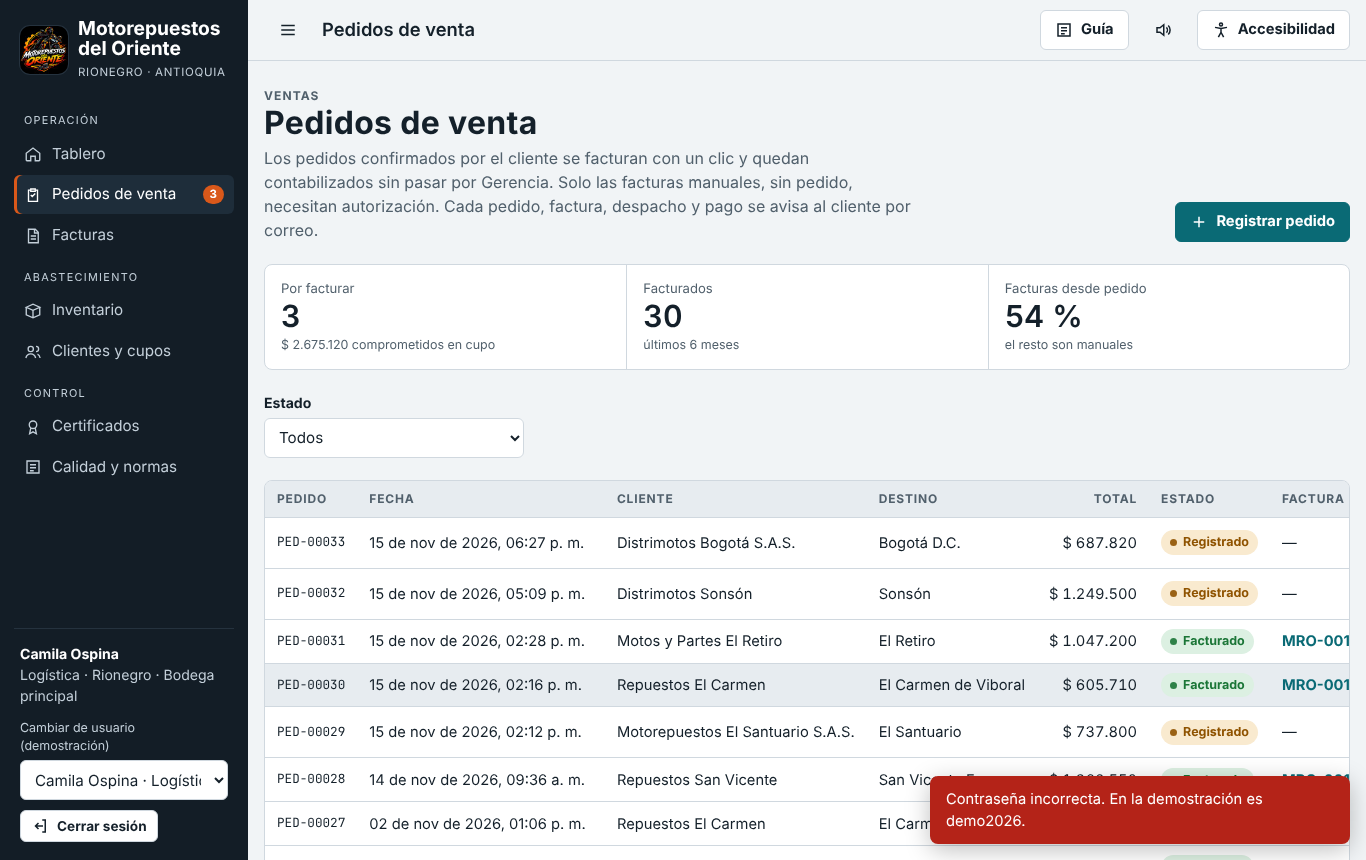 Motorepuestos
del Oriente
RIONEGRO · ANTIOQUIA
OPERACIÓN
Tablero
Pedidos de venta 3
Facturas
ABASTECIMIENTO
Inventario
Clientes y cupos
CONTROL
Certificados
Calidad y normas
Camila Ospina
Logística · Rionegro · Bodega
principal
Cambiar de usuario
(demostración)
Camila Ospina · Logístic
Cerrar sesión
Pedidos de venta
Guía
Accesibilidad
VENTAS
Pedidos de venta
Los pedidos confirmados por el cliente se facturan con un clic y quedan
contabilizados sin pasar por Gerencia. Solo las facturas manuales, sin pedido,
necesitan autorización. Cada pedido, factura, despacho y pago se avisa al cliente por
correo.
Registrar pedido
Por facturar
3
$ 2.675.120 comprometidos en cupo
Facturados
30
últimos 6 meses
Facturas desde pedido
54 %
el resto son manuales
Estado
Todos
PEDIDO FECHA CLIENTE DESTINO TOTAL ESTADO FACTURA
PED-00033 15 de nov de 2026, 06:27 p. m. Distrimotos Bogotá S.A.S. Bogotá D.C. $ 687.820 Registrado —
PED-00032 15 de nov de 2026, 05:09 p. m. Distrimotos Sonsón Sonsón $ 1.249.500 Registrado —
PED-00031 15 de nov de 2026, 02:28 p. m. Motos y Partes El Retiro El Retiro $ 1.047.200 Facturado MRO-001
PED-00030 15 de nov de 2026, 02:16 p. m. Repuestos El Carmen El Carmen de Viboral $ 605.710 Facturado MRO-001
PED-00029 15 de nov de 2026, 02:12 p. m. Motorepuestos El Santuario S.A.S. El Santuario $ 737.800 Registrado —
PED-00028 14 de nov de 2026, 09:36 a. m. Repuestos San Vicente San
PED-00027 02 de nov de 2026, 01:06 p. m. Repuestos El Carmen El Carm
Contraseña incorrecta. En la demostración es
demo2026.